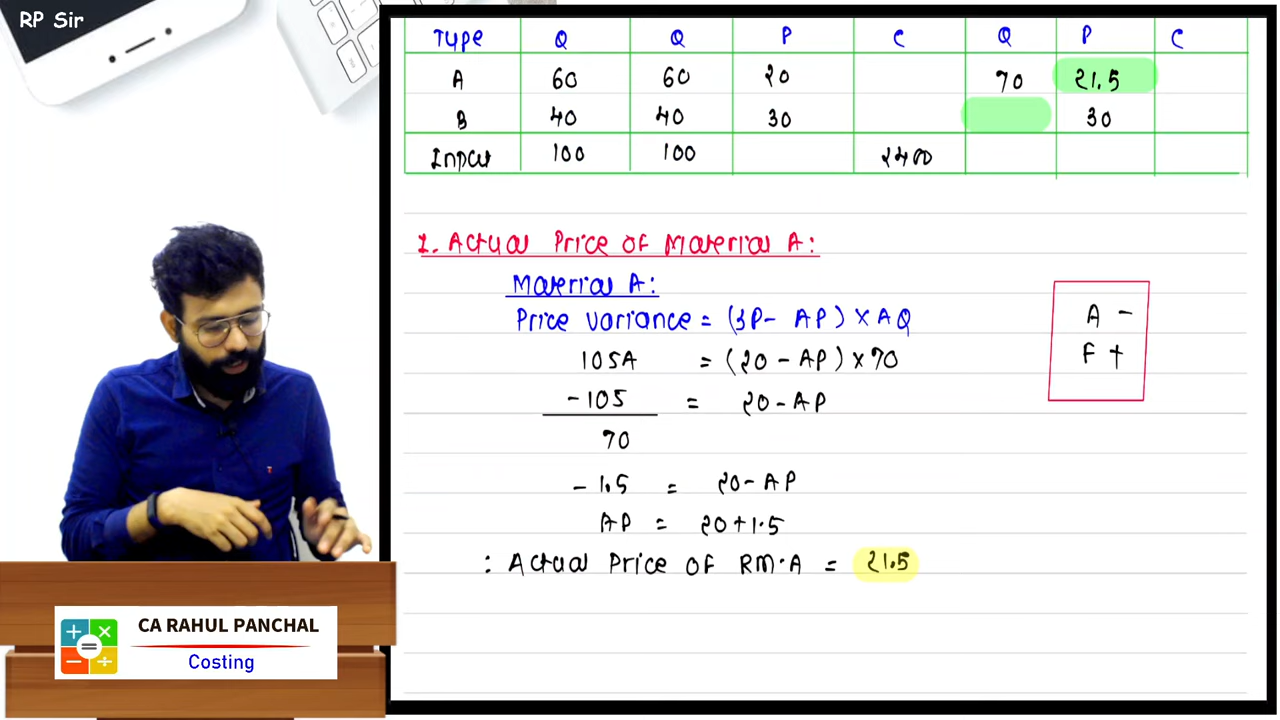 RP Sir
Type Q Q P C Q P C
A 60 60 20 70 21.5
B 40 40 30 30
Input 100 100 2400
1. Actual Price of Material A:
Material A:
Price variance = (SP - AP) × AQ
105A = (20 - AP) × 70
-105 = 20 - AP
70
- 1.5 = 20 - AP
AP = 20 + 1.5
: Actual Price of RM.A = 21.5
A -
F +
CA RAHUL PANCHAL
Costing